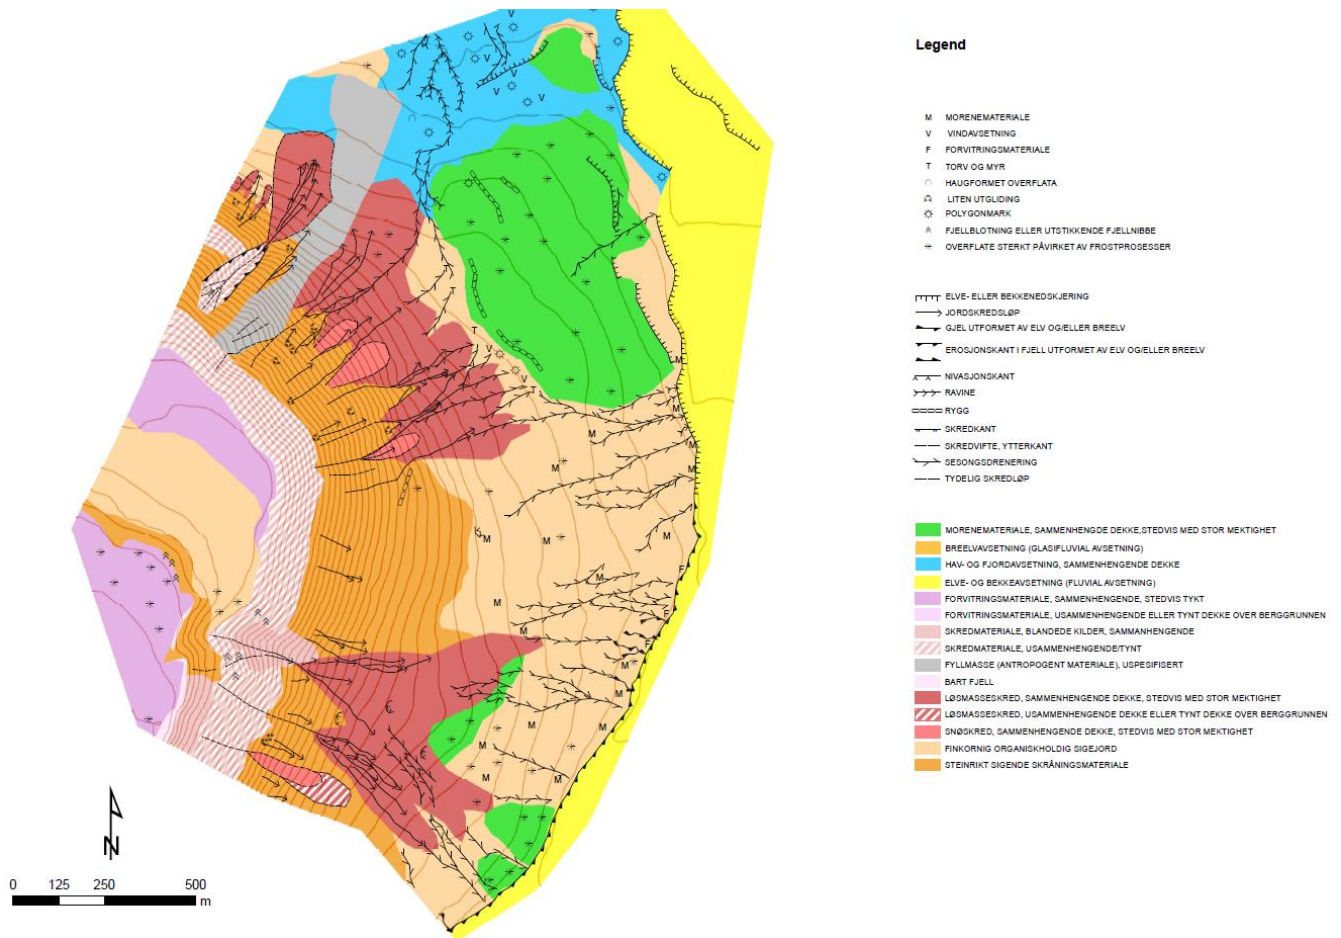 Legend
M MORENEMATERIALE
V VINDAVSETNING
F FORVITRINGSMATERIALE
T TORV OG MYR
HAUGFORMET OVERFLATA
LITEN UTGLIDING
POLYGONMARK
FJELLBLOTNING ELLER UTSTIKKENDE FJELLNIBBE
OVERFLATE STERKT PÅVIRKET AV FROSTPROSESSER
ELVE- ELLER BEKKENEDSKJERING
JORDSKREDSLØP
GJEL UTFORMET AV ELV OG/ELLER BREELV
EROSJONSKANT I FJELL UTFORMET AV ELV OG/ELLER BREELV
NIVASJONSKANT
RAVINE
RYGG
SKREDKANT
SKREDVIFTE, YTTERKANT
SESONGSDRENERING
TYDELIG SKREDLØP
MORENEMATERIALE, SAMMENHENGDE DEKKE,STEDVIS MED STOR MEKTIGHET
BREELVAVSETNING (GLASIFLUVIAL AVSETNING)
HAV- OG FJORDAVSETNING, SAMMENHENGENDE DEKKE
ELVE- OG BEKKEAVSETNING (FLUVIAL AVSETNING)
FORVITRINGSMATERIALE, SAMMENHENGENDE, STEDVIS TYKT
FORVITRINGSMATERIALE, USAMMENHENGENDE ELLER TYNT DEKKE OVER BERGGRUNNEN
SKREDMATERIALE, BLANDEDE KILDER, SAMMANHENGENDE
SKREDMATERIALE, USAMMENHENGENDE/TYNT
FYLLMASSE (ANTROPOGENT MATERIALE), USPESIFISERT
BART FJELL
LØSMASSESKRED, SAMMENHENGENDE DEKKE, STEDVIS MED STOR MEKTIGHET
LØSMASSESKRED, USAMMENHENGENDE DEKKE ELLER TYNT DEKKE OVER BERGGRUNNEN
SNØSKRED, SAMMENHENGENDE DEKKE, STEDVIS MED STOR MEKTIGHET
FINKORNIG ORGANISKHOLDIG SIGEJORD
STEINRIKT SIGENDE SKRÅNINGSMATERIALE
N
0 125 250 500
m